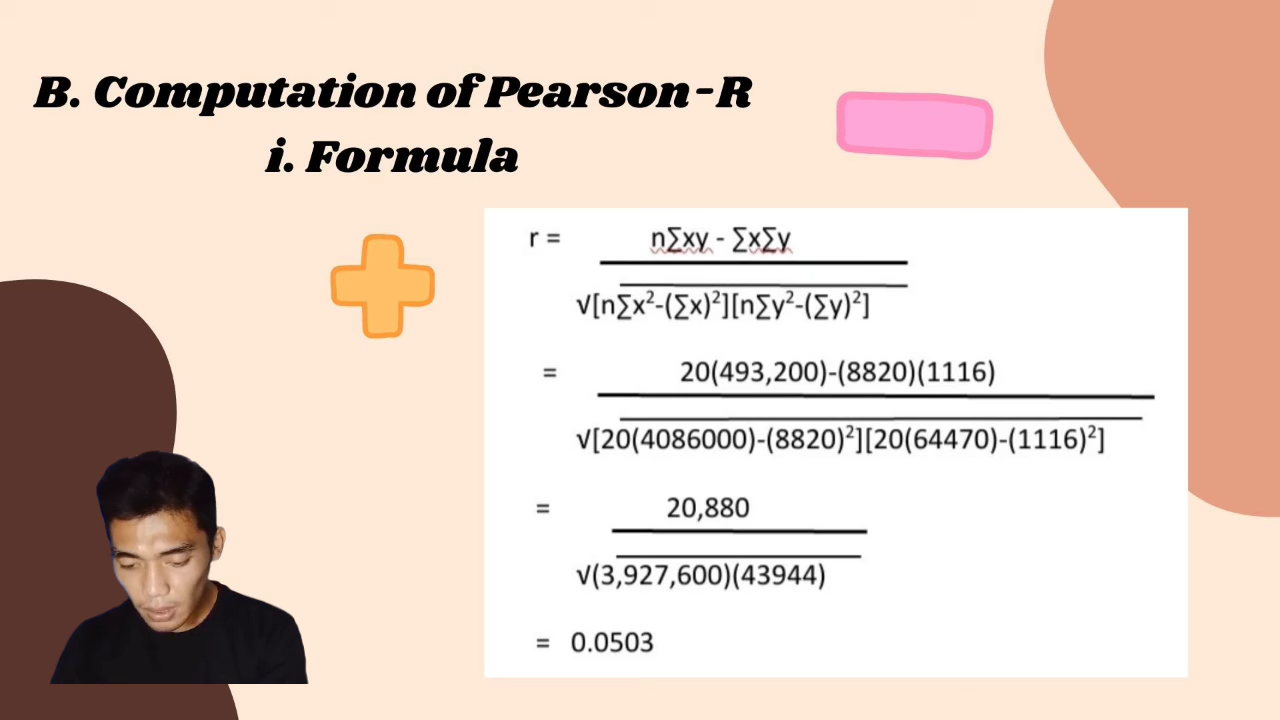 B. Computation of Pearson-R
i. Formula
r = n∑xy - ∑x∑y
√[n∑x²-(∑x)²][n∑y²-(∑y)²]
= 20(493,200)-(8820)(1116)
√[20(4086000)-(8820)²][20(64470)-(1116)²]
= 20,880
√(3,927,600)(43944)
= 0.0503